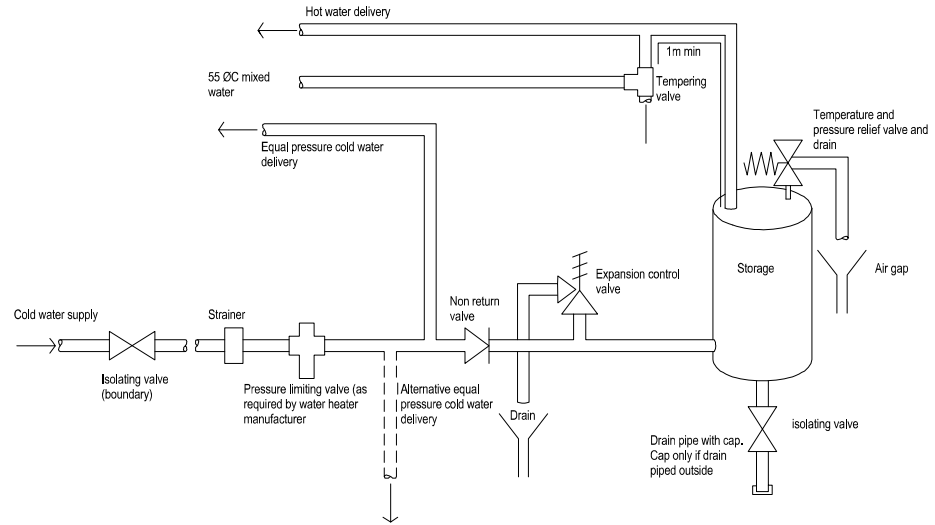 Hot water delivery
1m min
55 ØC mixed
water
Tempering
valve
Temperature and
pressure relief valve and
drain
Equal pressure cold water
delivery
Storage
Air gap
Expansion control
valve
Non return
valve
Cold water supply
Strainer
Isolating valve
(boundary)
Pressure limiting valve (as
required by water heater
manufacturer
Alternative equal
pressure cold water
delivery
Drain
isolating valve
Drain pipe with cap.
Cap only if drain
piped outside